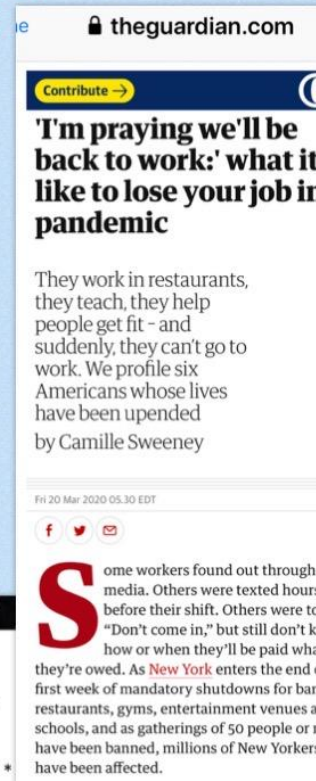 theguardian.com
Contribute →
'I'm praying we'll be
back to work:' what it
like to lose your job in
pandemic
They work in restaurants,
they teach, they help
people get fit – and
suddenly, they can't go to
work. We profile six
Americans whose lives
have been upended
by Camille Sweeney
Fri 20 Mar 2020 05.30 EDT
Some workers found out through
media. Others were texted hours
before their shift. Others were to
"Don't come in," but still don't k
how or when they'll be paid wha
they're owed. As New York enters the end
first week of mandatory shutdowns for bar
restaurants, gyms, entertainment venues a
schools, and as gatherings of 50 people or
have been banned, millions of New Yorkers
have been affected.